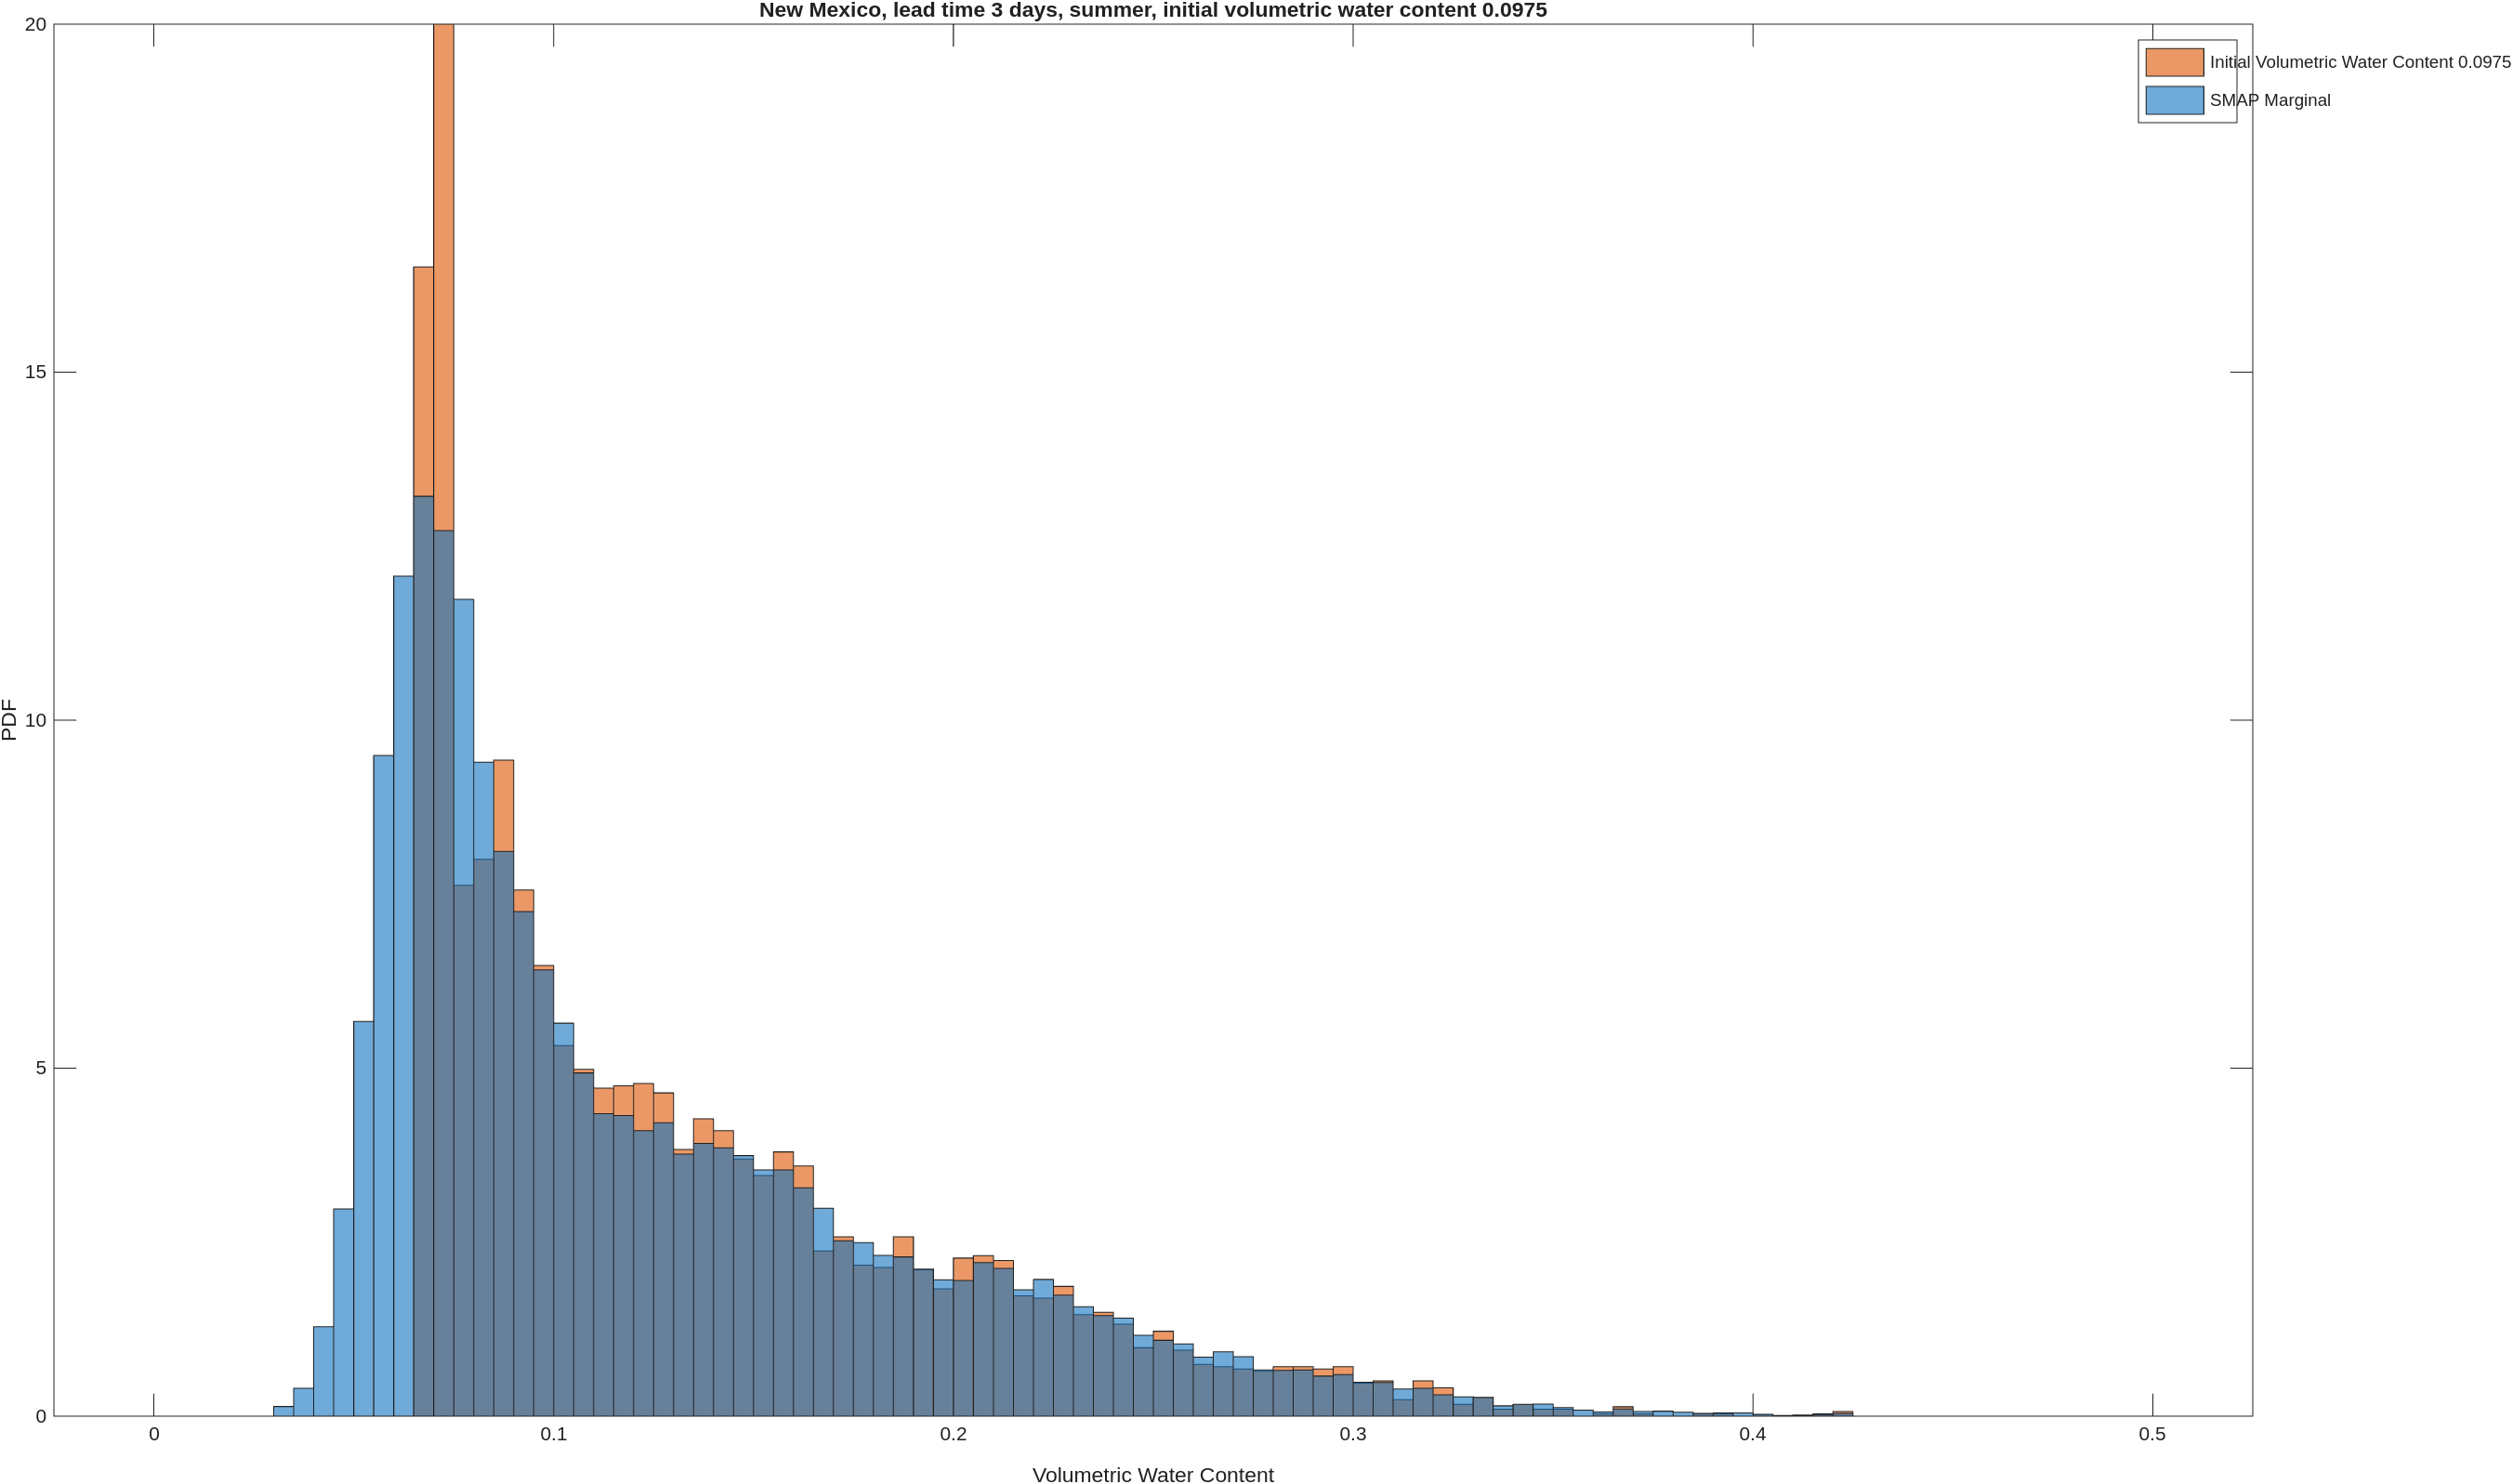 New Mexico, lead time 3 days, summer, initial volumetric water content 0.0975
Initial Volumetric Water Content 0.0975
SMAP Marginal
20
15
10
5
0
PDF
0 0.1 0.2 0.3 0.4 0.5
Volumetric Water Content